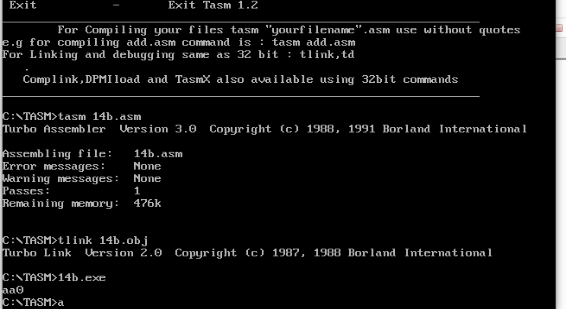 Exit - Exit Tasm 1.2
For Compiling your files tasm "yourfilename".asm use without quotes
e.g for compiling add.asm command is : tasm add.asm
For Linking and debugging same as 32 bit : tlink,td
.
Complink,DPMIload and TasmX also available using 32bit commands
C:\TASM>tasm 14b.asm
Turbo Assembler Version 3.0 Copyright (c) 1988, 1991 Borland International
Assembling file: 14b.asm
Error messages: None
Warning messages: None
Passes: 1
Remaining memory: 476k
C:\TASM>tlink 14b.obj
Turbo Link Version 2.0 Copyright (c) 1987, 1988 Borland International
C:\TASM>14b.exe
aa0
C:\TASM>a